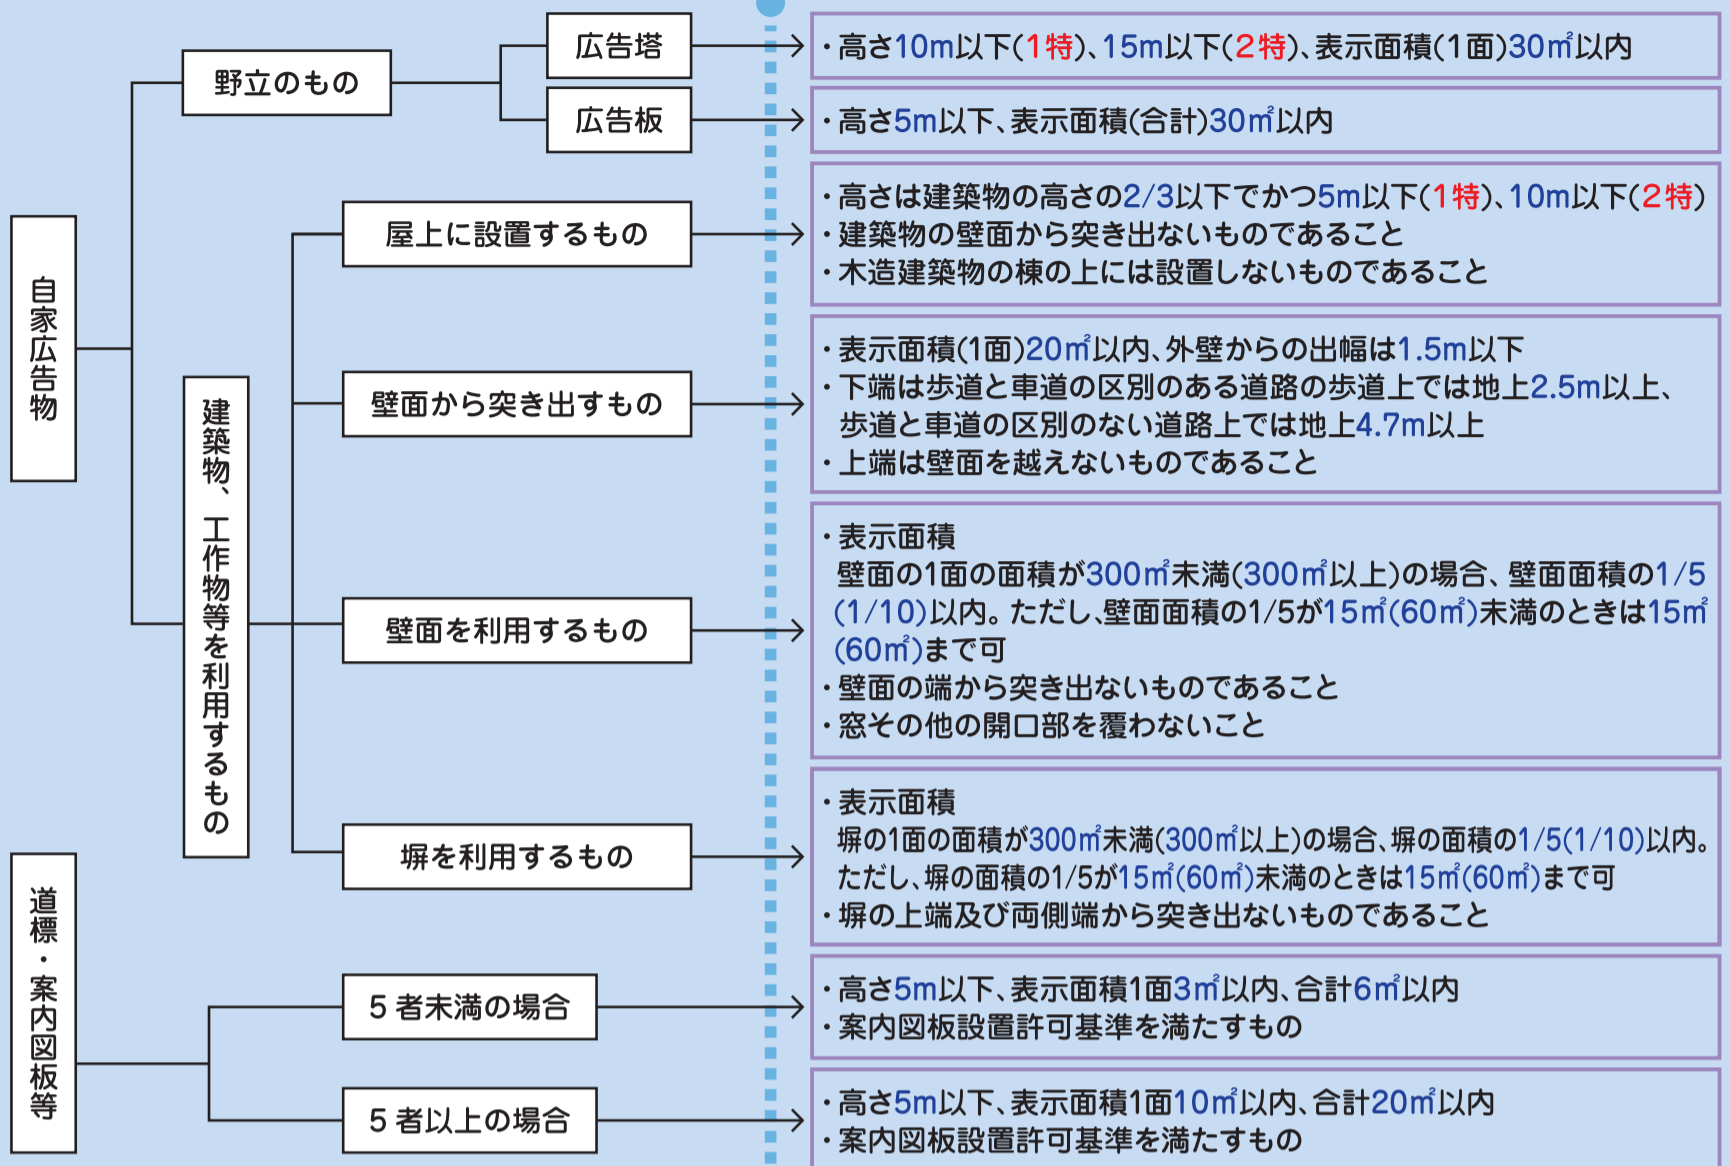 自家広告物
野立のもの
広告塔
・高さ10m以下(1特)、15m以下(2特)、表示面積(1面)30㎡以内
広告板
・高さ5m以下、表示面積(合計)30㎡以内
建築物、工作物等を利用するもの
屋上に設置するもの
・高さは建築物の高さの2/3以下でかつ5m以下(1特)、10m以下(2特)
・建築物の壁面から突き出ないものであること
・木造建築物の棟の上には設置しないものであること
壁面から突き出すもの
・表示面積(1面)20㎡以内、外壁からの出幅は1.5m以下
・下端は歩道と車道の区別のある道路の歩道上では地上2.5m以上、
歩道と車道の区別のない道路上では地上4.7m以上
・上端は壁面を越えないものであること
壁面を利用するもの
・表示面積
壁面の1面の面積が300㎡未満(300㎡以上)の場合、壁面面積の1/5
(1/10)以内。ただし、壁面面積の1/5が15㎡(60㎡)未満のときは15㎡
(60㎡)まで可
・壁面の端から突き出ないものであること
・窓その他の開口部を覆わないこと
塀を利用するもの
・表示面積
塀の1面の面積が300㎡未満(300㎡以上)の場合、塀の面積の1/5(1/10)以内。
ただし、塀の面積の1/5が15㎡(60㎡)未満のときは15㎡(60㎡)まで可
・塀の上端及び両側端から突き出ないものであること
道標・案内図板等
5者未満の場合
・高さ5m以下、表示面積1面3㎡以内、合計6㎡以内
・案内図板設置許可基準を満たすもの
5者以上の場合
・高さ5m以下、表示面積1面10㎡以内、合計20㎡以内
・案内図板設置許可基準を満たすもの